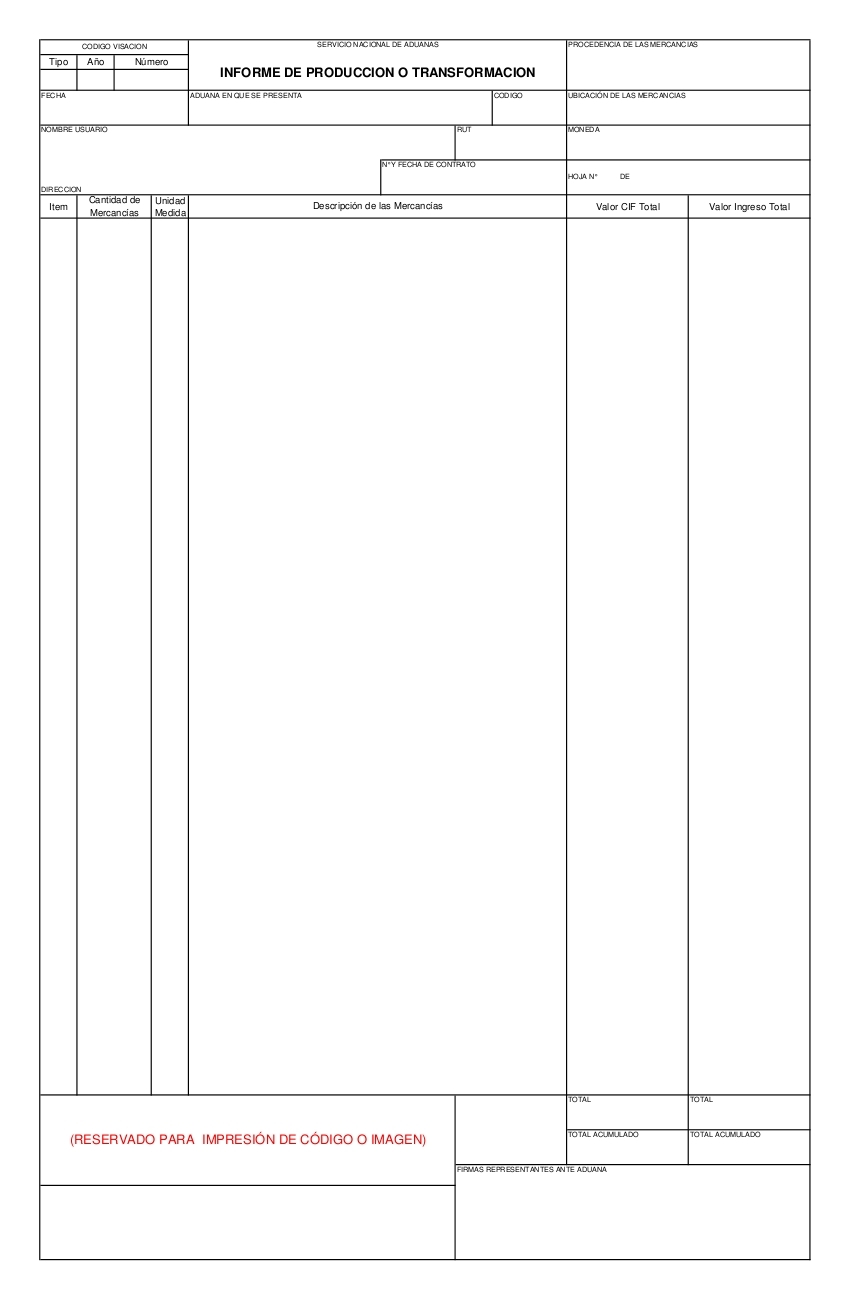 CODIGO VISACION
SERVICIO NACIONAL DE ADUANAS
PROCEDENCIA DE LAS MERCANCIAS
Tipo
Año
Número
INFORME DE PRODUCCION O TRANSFORMACION
FECHA
ADUANA EN QUE SE PRESENTA
CODIGO
UBICACIÓN DE LAS MERCANCIAS
NOMBRE USUARIO
RUT
MONEDA
N°Y FECHA DE CONTRATO
HOJA N° DE
DIRECCION
Item
Cantidad de
Mercancías
Unidad
Medida
Descripción de las Mercancías
Valor CIF Total
Valor Ingreso Total
TOTAL
TOTAL
(RESERVADO PARA IMPRESIÓN DE CÓDIGO O IMAGEN)
TOTAL ACUMULADO
TOTAL ACUMULADO
FIRMAS REPRESENTANTES ANTE ADUANA